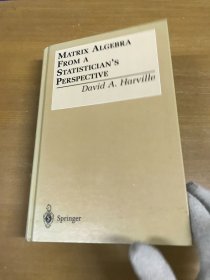 MATRIX ALGEBRA
FROM A
STATISTICIAN'S
PERSPECTIVE
David A. Harville
Springer